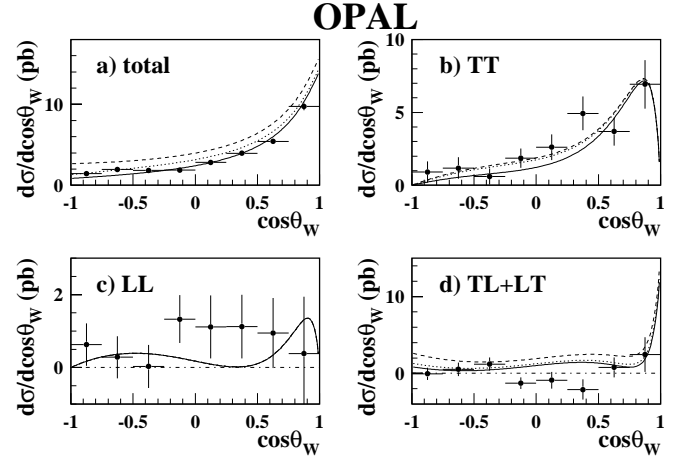 OPAL
a) total
dσ/dcosθW (pb)
10
0
-1 -0.5 0 0.5 1
cosθW
b) TT
dσ/dcosθW (pb)
10
5
0
-1 -0.5 0 0.5 1
cosθW
c) LL
dσ/dcosθW (pb)
2
0
-1 -0.5 0 0.5 1
cosθW
d) TL+LT
dσ/dcosθW (pb)
10
0
-1 -0.5 0 0.5 1
cosθW